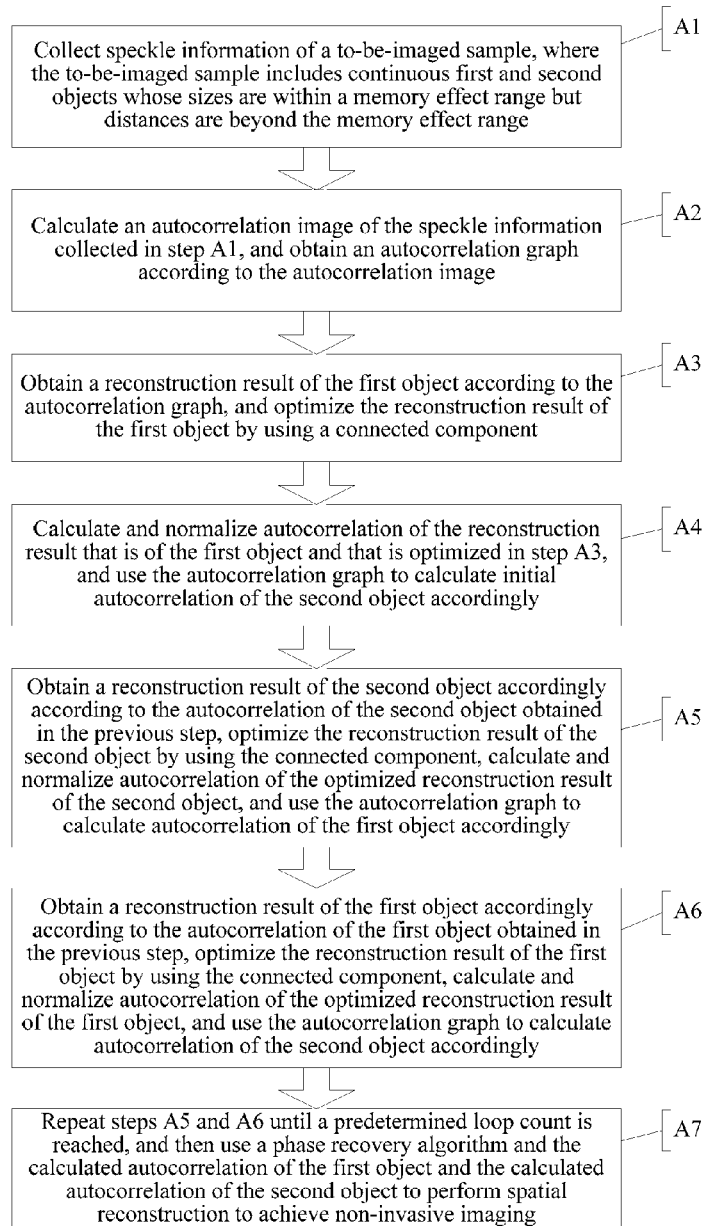 Collect speckle information of a to-be-imaged sample, where
the to-be-imaged sample includes continuous first and second
objects whose sizes are within a memory effect range but
distances are beyond the memory effect range
A1
Calculate an autocorrelation image of the speckle information
collected in step A1, and obtain an autocorrelation graph
according to the autocorrelation image
A2
Obtain a reconstruction result of the first object according to the
autocorrelation graph, and optimize the reconstruction result of
the first object by using a connected component
A3
Calculate and normalize autocorrelation of the reconstruction
result that is of the first object and that is optimized in step A3,
and use the autocorrelation graph to calculate initial
autocorrelation of the second object accordingly
A4
Obtain a reconstruction result of the second object accordingly
according to the autocorrelation of the second object obtained
in the previous step, optimize the reconstruction result of the
second object by using the connected component, calculate and
normalize autocorrelation of the optimized reconstruction result
of the second object, and use the autocorrelation graph to
calculate autocorrelation of the first object accordingly
A5
Obtain a reconstruction result of the first object accordingly
according to the autocorrelation of the first object obtained in
the previous step, optimize the reconstruction result of the first
object by using the connected component, calculate and
normalize autocorrelation of the optimized reconstruction result
of the first object, and use the autocorrelation graph to calculate
autocorrelation of the second object accordingly
A6
Repeat steps A5 and A6 until a predetermined loop count is
reached, and then use a phase recovery algorithm and the
calculated autocorrelation of the first object and the calculated
autocorrelation of the second object to perform spatial
reconstruction to achieve non-invasive imaging
A7